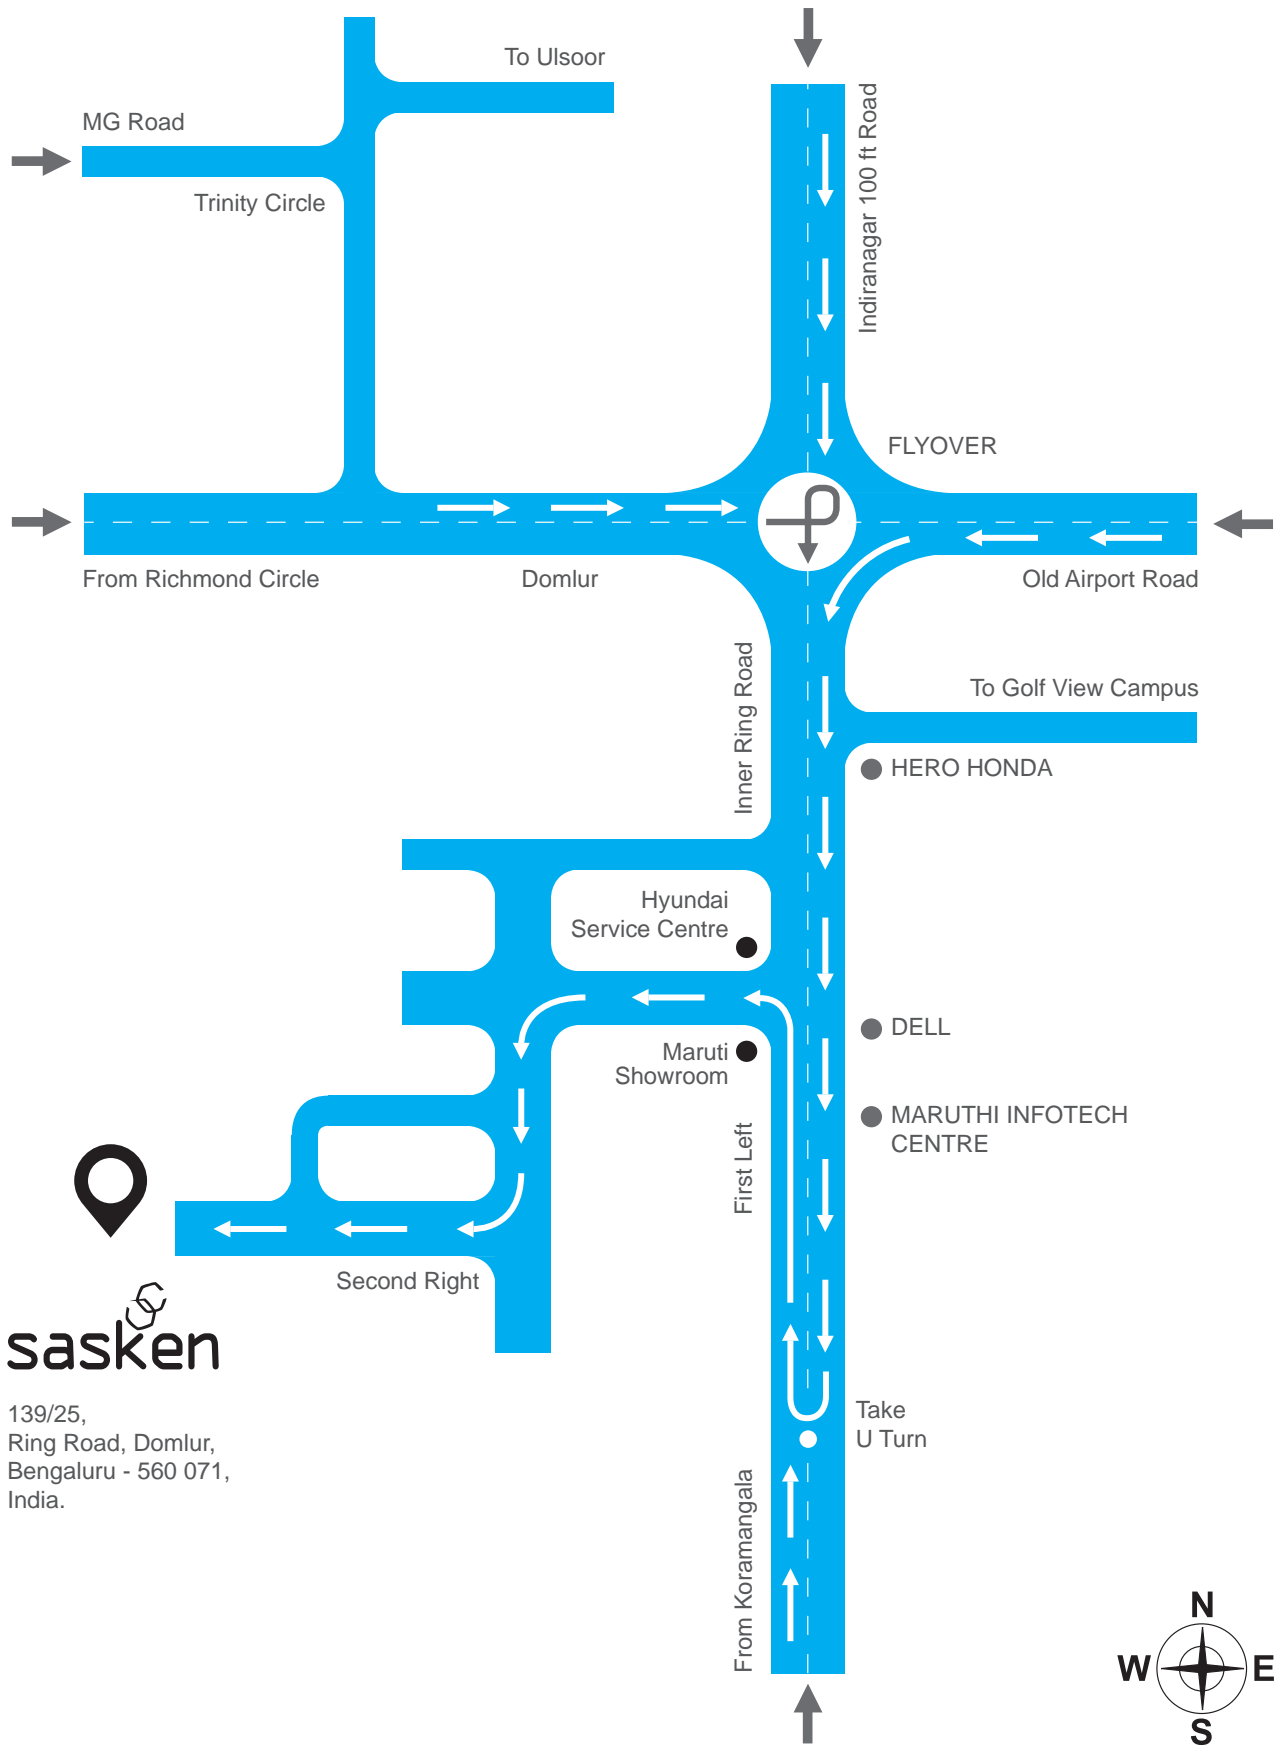 To Ulsoor
MG Road
Trinity Circle
Indiranagar 100 ft Road
FLYOVER
From Richmond Circle
Domlur
Old Airport Road
Inner Ring Road
To Golf View Campus
HERO HONDA
Hyundai
Service Centre
DELL
Maruti
Showroom
MARUTHI INFOTECH
CENTRE
First Left
Second Right
sasken
139/25,
Ring Road, Domlur,
Bengaluru - 560 071,
India.
Take
U Turn
From Koramangala
N
W
E
S